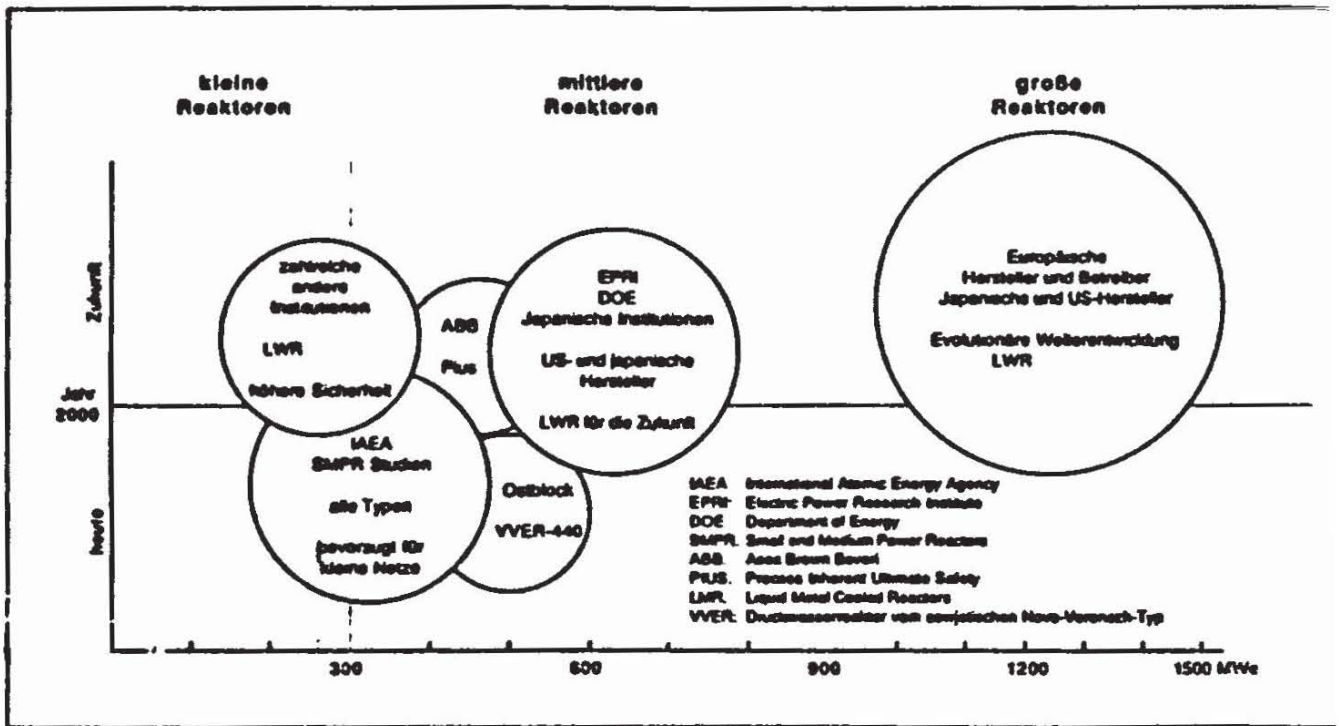 kleine
Reaktoren
mittlere
Reaktoren
große
Reaktoren
Zukunft
Jahr
2000
heute
zahlreiche
andere
Institutionen
LWR
höhere Sicherheit
ABB
Pius
EPRI
DOE
Japanische Institutionen
US- und japanische
Hersteller
LWR für die Zukunft
Europäische
Hersteller und Betreiber
Japanische und US-Hersteller
Evolutionäre Weiterentwicklung
LWR
IAEA
SMPR Studien
alle Typen
bevorzugt für
kleine Netze
Ostblock
VVER-440
IAEA International Atomic Energy Agency
EPRI: Electric Power Research Institute
DOE Department of Energy
SMPR. Small and Medium Power Reactors
ABB. Asea Brown Boveri
PIUS. Process Inherent Ultimate Safety
LMR. Liquid Metal Cooled Reactors
VVER: Druckwasserreaktor vom sowjetischen Novo-Voronesh-Typ
300
600
900
1200
1500 MWe